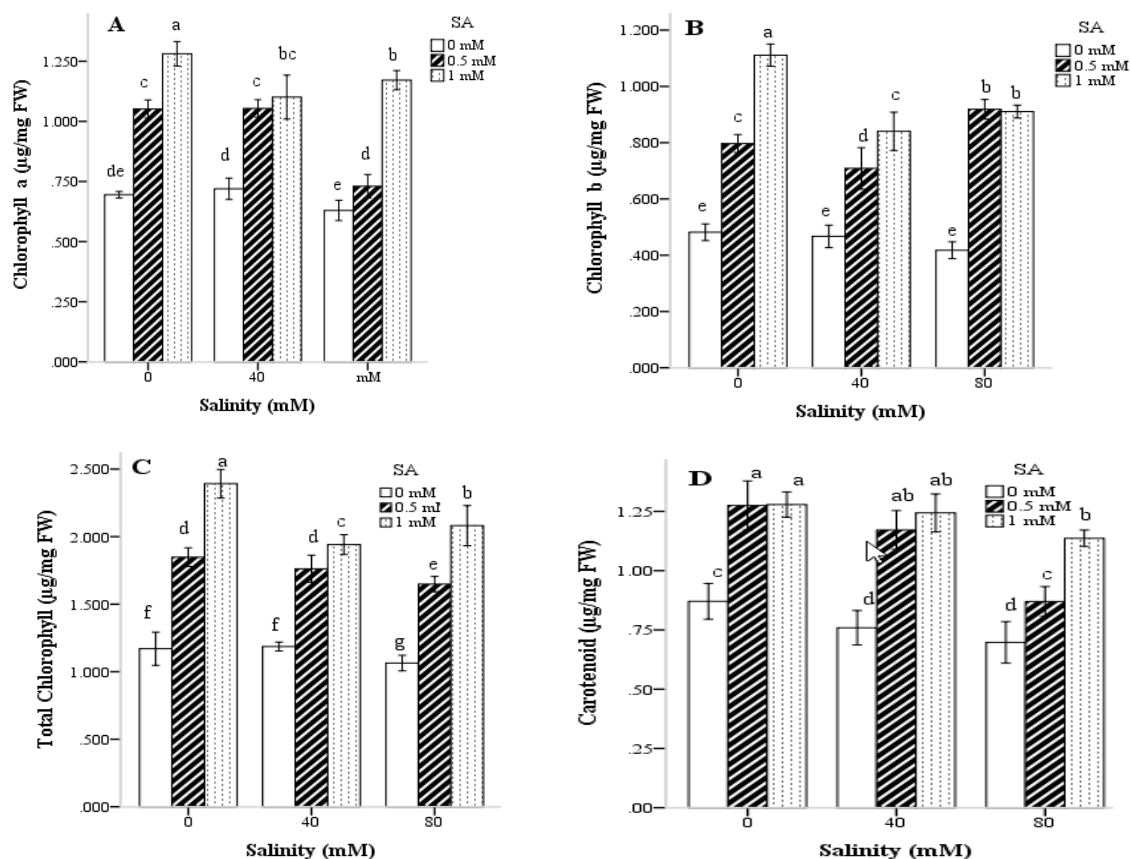 A
SA
0 mM
0.5 mM
1 mM
Chlorophyll a (µg/mg FW)
1.250
1.000
.750
.500
.250
.000
de
c
a
d
c
bc
e
d
b
0
40
mM
Salinity (mM)
B
SA
0 mM
0.5 mM
1 mM
Chlorophyll b (µg/mg FW)
1.200
1.000
.800
.600
.400
.200
.000
e
c
a
e
d
c
e
b
b
0
40
80
Salinity (mM)
C
SA
0 mM
0.5 m
1 mM
Total Chlorophyll (µg/mg FW)
2.500
2.000
1.500
1.000
.500
.000
f
d
a
f
d
c
g
e
b
0
40
80
Salinity (mM)
D
SA
0 mM
0.5 mM
1 mM
Carotenoid (µg/mg FW)
1.25
1.00
0.75
.50
.25
.00
c
a
a
d
ab
ab
d
c
b
0
40
80
Salinity (mM)